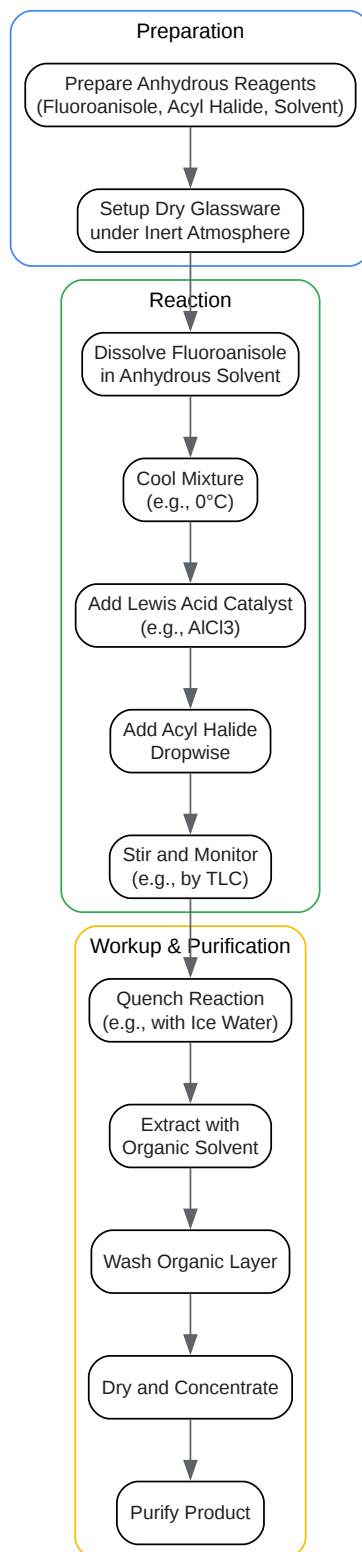 Preparation
Prepare Anhydrous Reagents
(Fluoroanisole, Acyl Halide, Solvent)
Setup Dry Glassware
under Inert Atmosphere
Reaction
Dissolve Fluoroanisole
in Anhydrous Solvent
Cool Mixture
(e.g., 0°C)
Add Lewis Acid Catalyst
(e.g., AlCl3)
Add Acyl Halide
Dropwise
Stir and Monitor
(e.g., by TLC)
Workup & Purification
Quench Reaction
(e.g., with Ice Water)
Extract with
Organic Solvent
Wash Organic Layer
Dry and Concentrate
Purify Product